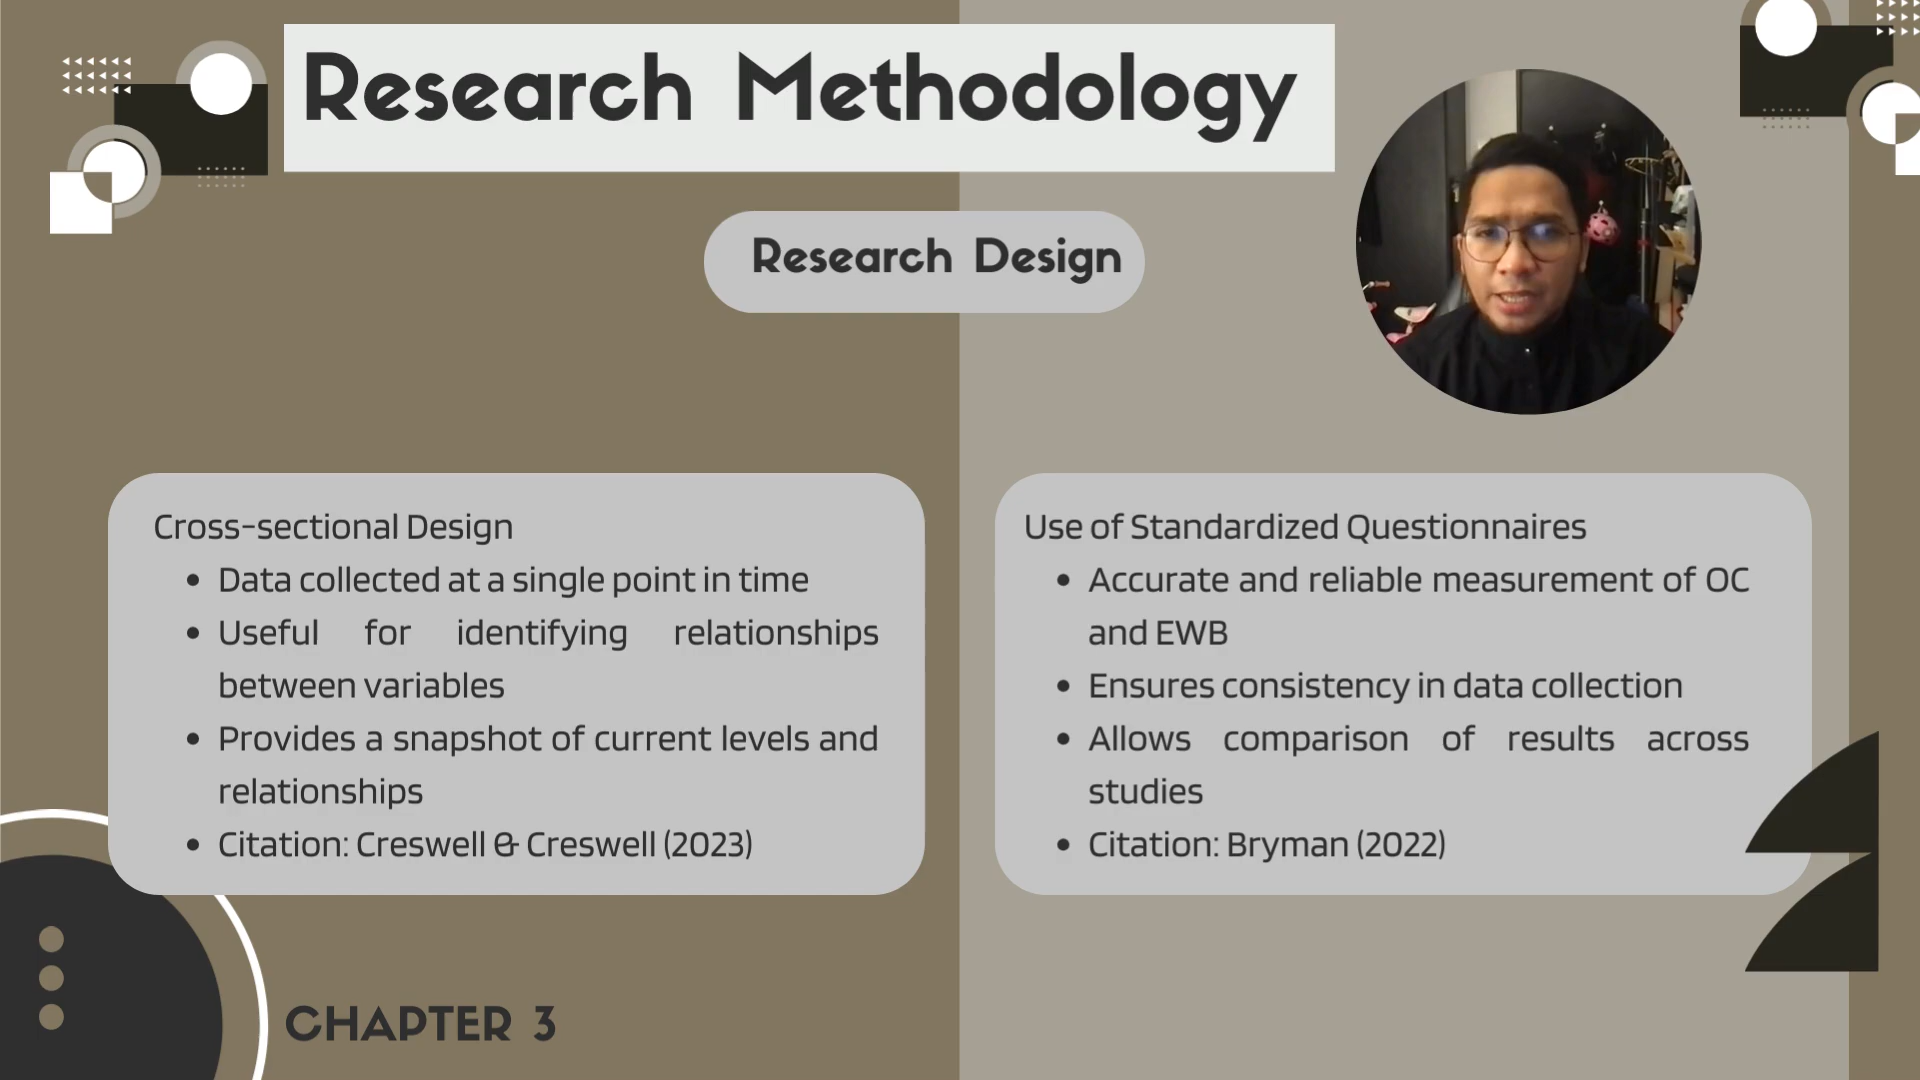 Research Methodology
Research Design
Cross-sectional Design
• Data collected at a single point in time
• Useful for identifying relationships
between variables
• Provides a snapshot of current levels and
relationships
• Citation: Creswell & Creswell (2023)
Use of Standardized Questionnaires
• Accurate and reliable measurement of OC
and EWB
• Ensures consistency in data collection
• Allows comparison of results across
studies
• Citation: Bryman (2022)
CHAPTER 3